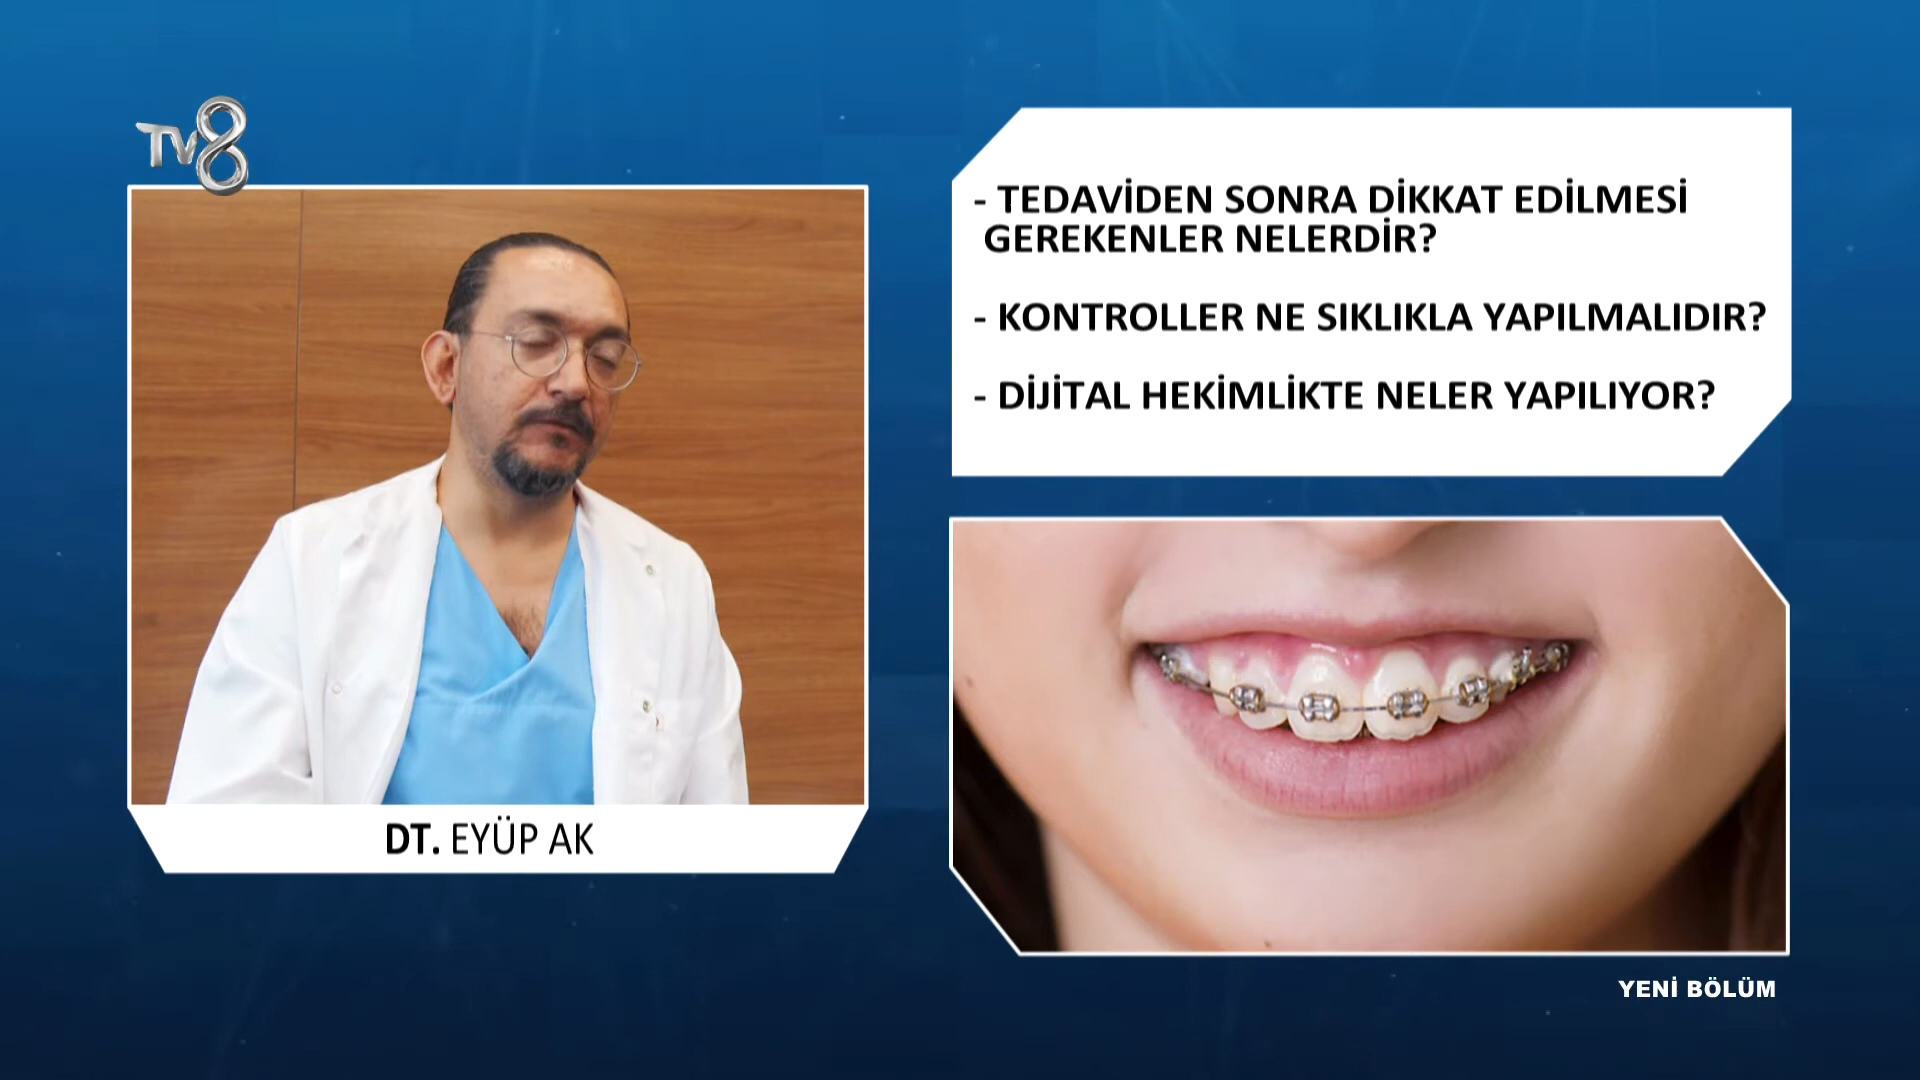 TV8
- TEDAVİDEN SONRA DİKKAT EDİLMESİ
GEREKENLER NELERDİR?
- KONTROLLER NE SIKLIKLA YAPILMALIDIR?
- DİJİTAL HEKİMLİKTE NELER YAPILIYOR?
DT. EYÜP AK
YENİ BÖLÜM